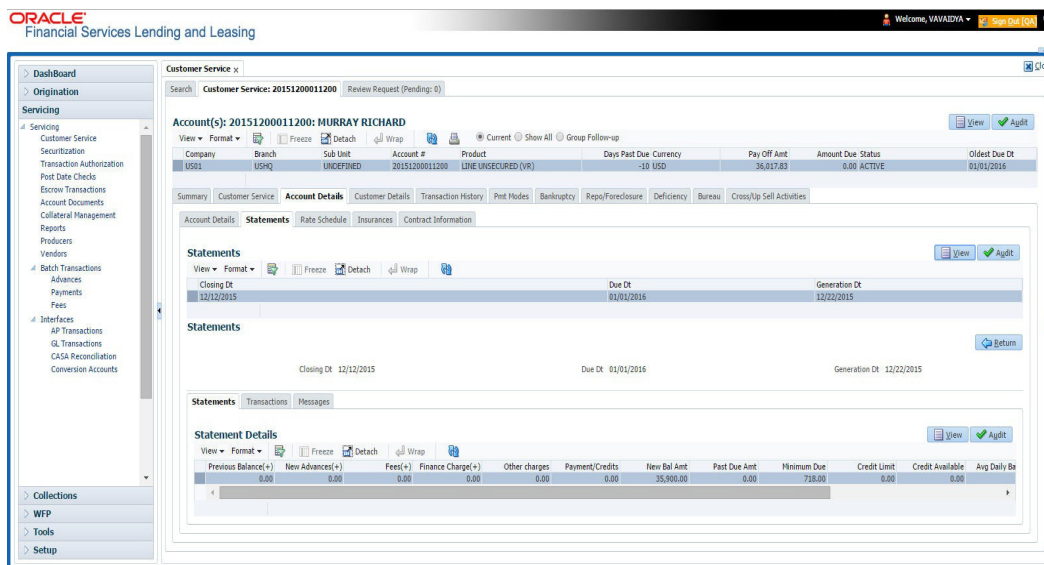 ORACLE
Financial Services Lending and Leasing
Welcome, VAVAIDYA
Sign Out [QA
DashBoard
Origination
Servicing
Servicing
Customer Service
Securitization
Transaction Authorization
Post Date Checks
Escrow Transactions
Account Documents
Collateral Management
Reports
Producers
Vendors
Batch Transactions
Advances
Payments
Fees
Interfaces
AP Transactions
GL Transactions
CASA Reconciliation
Conversion Accounts
Collections
WFP
Tools
Setup
Customer Service x
Clo
Search Customer Service: 20151200011200 Review Request (Pending: 0)
Account(s): 20151200011200: MURRAY RICHARD
View Audit
View Format Freeze Detach Wrap Current Show All Group Follow-up
Company Branch Sub Unit Account # Product Days Past Due Currency Pay Off Amt Amount Due Status Oldest Due Dt
US01 USHQ UNDEFINED 20151200011200 LINE UNSECURED (VR) -10 USD 36,017.83 0.00 ACTIVE 01/01/2016
Summary Customer Service Account Details Customer Details Transaction History Pmt Modes Bankruptcy Repo/Foreclosure Deficiency Bureau Cross/Up Sell Activities
Account Details Statements Rate Schedule Insurances Contract Information
Statements
View Audit
View Format Freeze Detach Wrap
Closing Dt Due Dt Generation Dt
12/12/2015 01/01/2016 12/22/2015
Statements
Return
Closing Dt 12/12/2015 Due Dt 01/01/2016 Generation Dt 12/22/2015
Statements Transactions Messages
Statement Details
View Audit
View Format Freeze Detach Wrap
Previous Balance(+) New Advances(+) Fees(+) Finance Charge(+) Other charges Payment/Credits New Bal Amt Past Due Amt Minimum Due Credit Limit Credit Available Avg Daily Ba
0.00 0.00 0.00 0.00 0.00 0.00 35,900.00 0.00 718.00 0.00 0.00